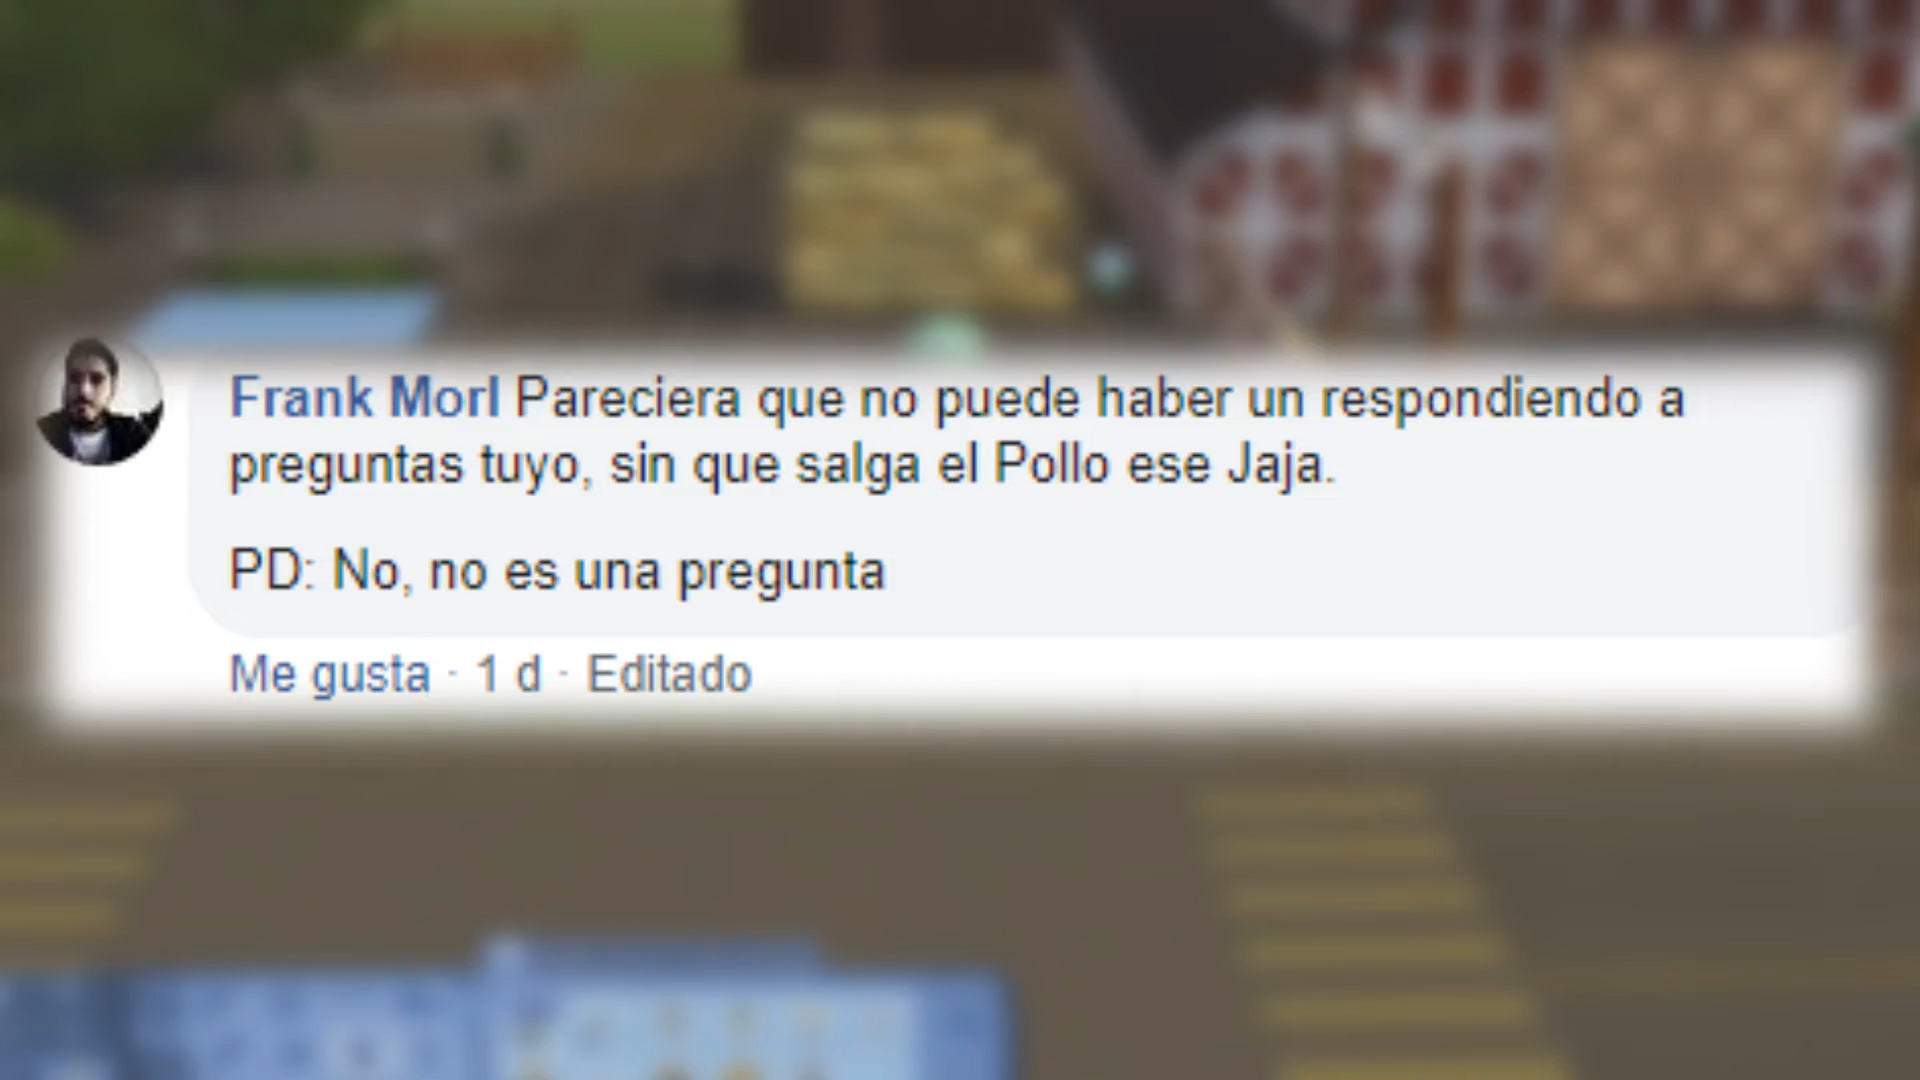 Frank Morl Pareciera que no puede haber un respondiendo a
preguntas tuyo, sin que salga el Pollo ese Jaja.
PD: No, no es una pregunta
Me gusta · 1 d · Editado